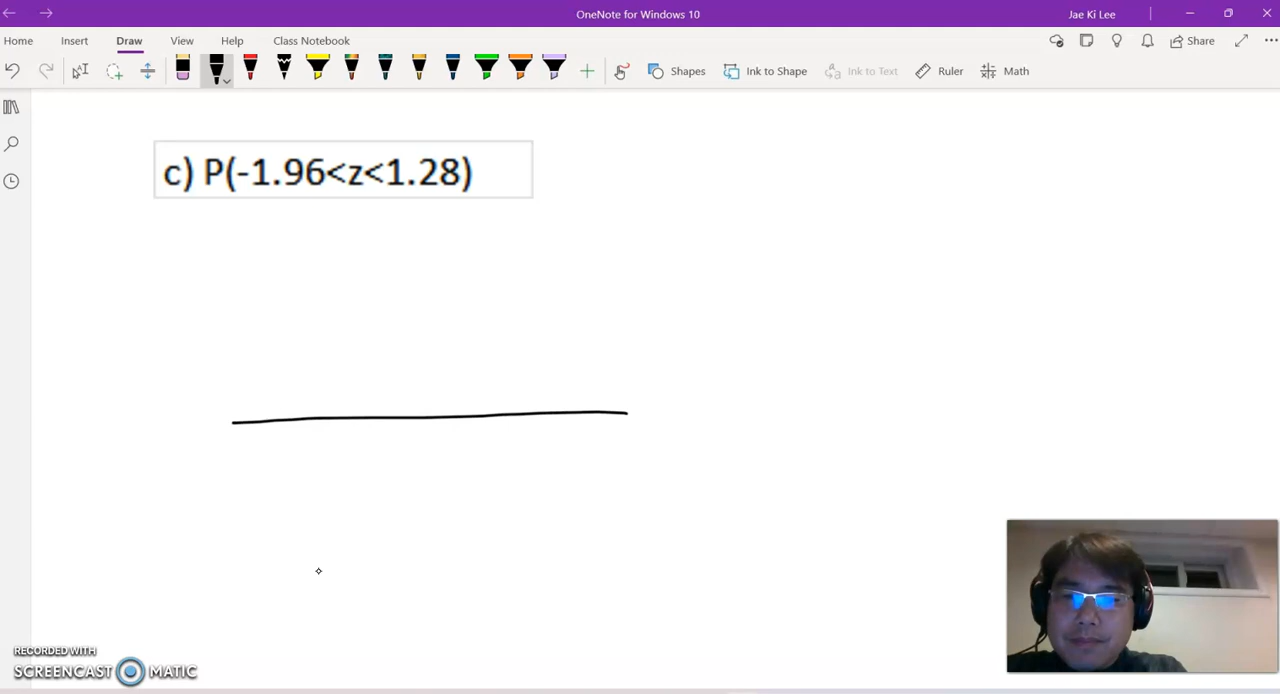 OneNote for Windows 10
Jae Ki Lee
Home Insert Draw View Help Class Notebook
Share
Shapes Ink to Shape Ink to Text Ruler Math
c) P(-1.96<z<1.28)
RECORDED WITH
SCREENCAST MATIC